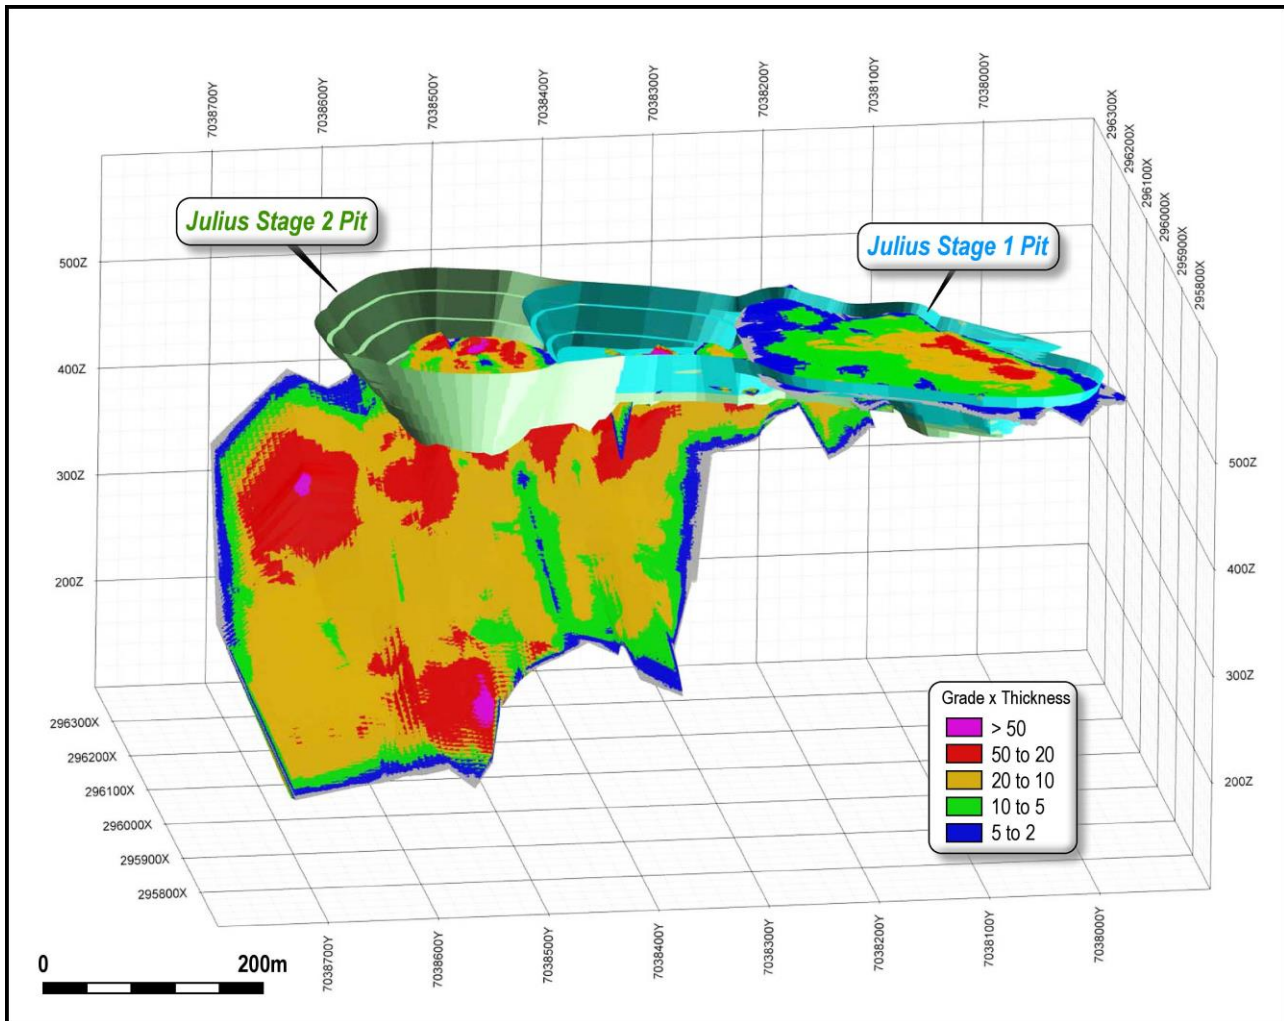 7038700Y
7038600Y
7038500Y
7038400Y
7038300Y
7038200Y
7038100Y
7038000Y
296300X
296200X
296100X
296000X
295900X
295800X
Julius Stage 2 Pit
Julius Stage 1 Pit
500Z
400Z
300Z
200Z
500Z
400Z
300Z
200Z
296300X
296200X
296100X
296000X
295900X
295800X
Grade x Thickness
> 50
50 to 20
20 to 10
10 to 5
5 to 2
7038700Y
7038600Y
7038500Y
7038400Y
7038300Y
7038200Y
7038100Y
7038000Y
0 200m